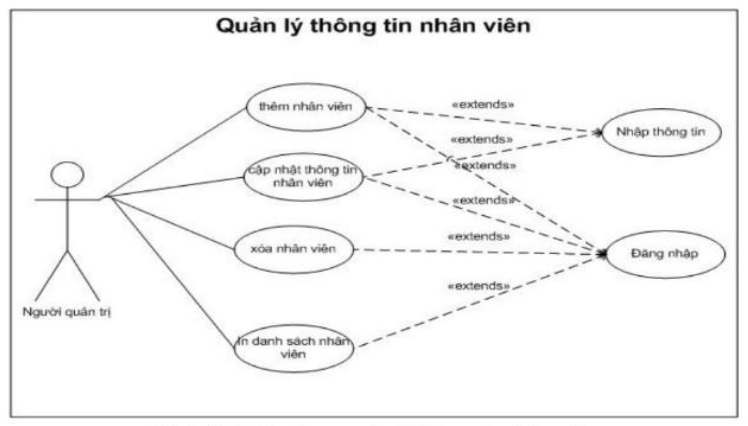 Quản lý thông tin nhân viên
thêm nhân viên
«extends»
Nhập thông tin
«extends»
cập nhật thông tin
nhân viên
«extends»
«extends»
xóa nhân viên
«extends»
Đăng nhập
«extends»
Người quản trị
In danh sách nhân
viên